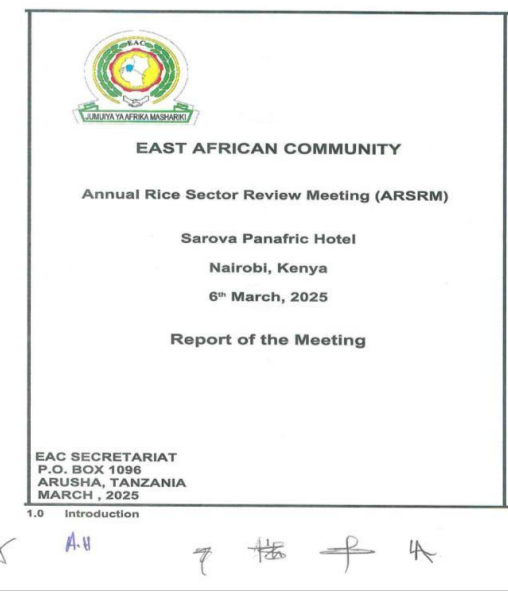 EAC
JUMUIYA YA AFRIKA MASHARIKI
EAST AFRICAN COMMUNITY
Annual Rice Sector Review Meeting (ARSRM)
Sarova Panafric Hotel
Nairobi, Kenya
6th March, 2025
Report of the Meeting
EAC SECRETARIAT
P.O. BOX 1096
ARUSHA, TANZANIA
MARCH , 2025
1.0 Introduction
A.H